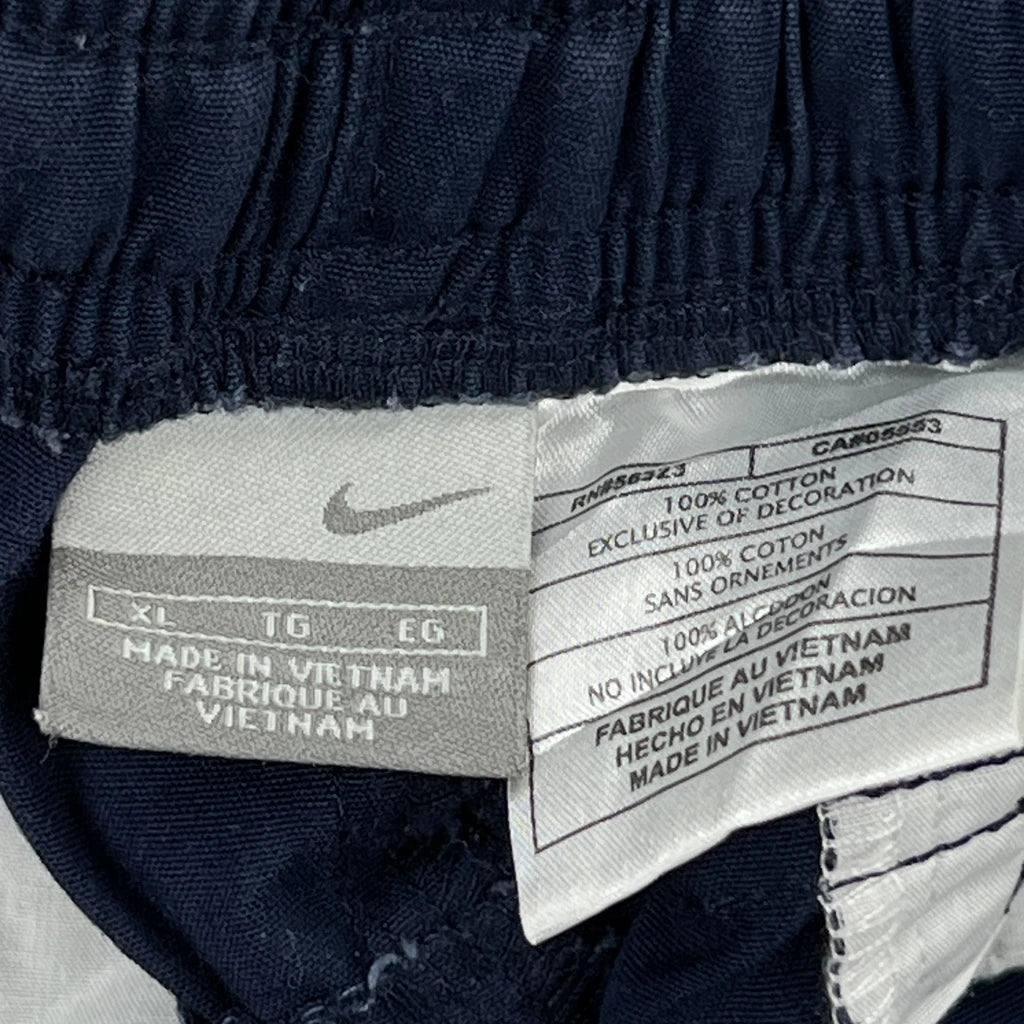 XL TG EG
MADE IN VIETNAM
FABRIQUE AU
VIETNAM
RN#56323 CA#05553
100% COTTON
EXCLUSIVE OF DECORATION
100% COTON
SANS ORNEMENTS
100% ALGODON
NO INCLUYE LA DECORACION
FABRIQUE AU VIETNAM
HECHO EN VIETNAM
MADE IN VIETNAM